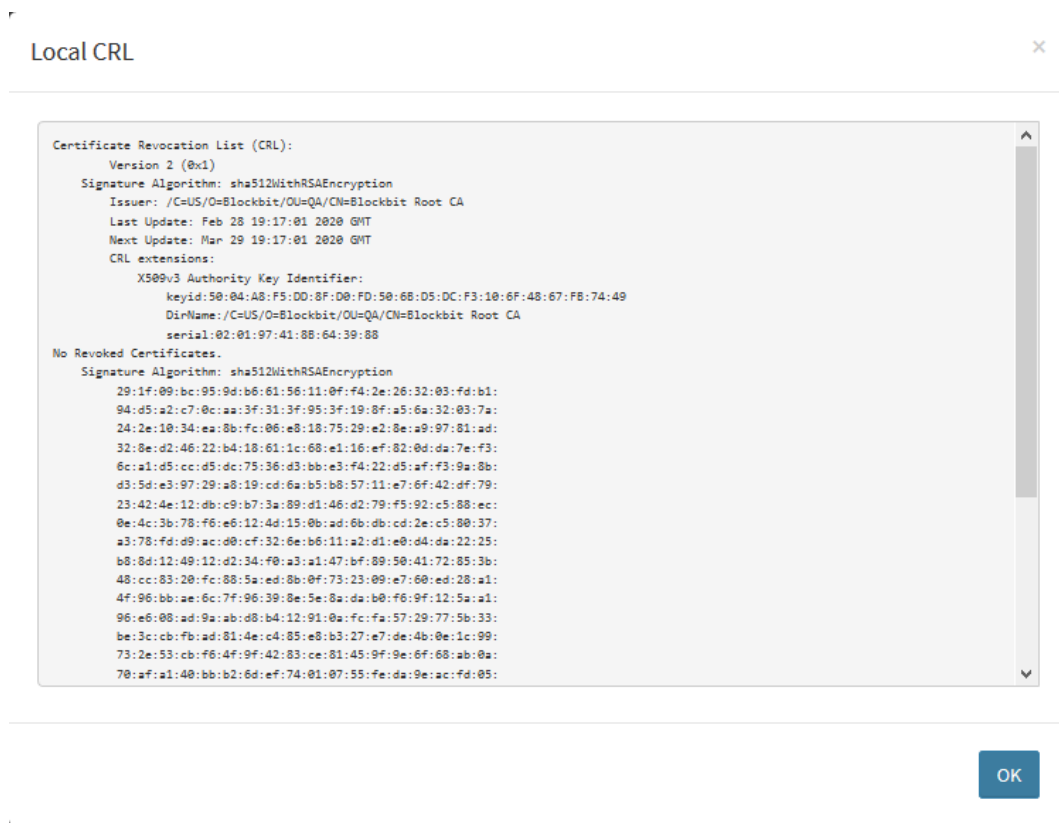 Local CRL
×
Certificate Revocation List (CRL):
Version 2 (0x1)
Signature Algorithm: sha512WithRSAEncryption
Issuer: /C=US/O=Blockbit/OU=QA/CN=Blockbit Root CA
Last Update: Feb 28 19:17:01 2020 GMT
Next Update: Mar 29 19:17:01 2020 GMT
CRL extensions:
X509v3 Authority Key Identifier:
keyid:50:04:A8:F5:DD:8F:D0:FD:50:6B:D5:DC:F3:10:6F:48:67:FB:74:49
DirName:/C=US/O=Blockbit/OU=QA/CN=Blockbit Root CA
serial:02:01:97:41:8B:64:39:88
No Revoked Certificates.
Signature Algorithm: sha512WithRSAEncryption
29:1f:09:bc:95:9d:b6:61:56:11:0f:f4:2e:26:32:03:fd:b1:
94:d5:a2:c7:0c:aa:3f:31:3f:95:3f:19:8f:a5:6a:32:03:7a:
24:2e:10:34:ea:8b:fc:06:e8:18:75:29:e2:8e:a9:97:81:ad:
32:8e:d2:46:22:b4:18:61:1c:68:e1:16:ef:82:0d:da:7e:f3:
6c:a1:d5:cc:d5:dc:75:36:d3:bb:e3:f4:22:d5:af:f3:9a:8b:
d3:5d:e3:97:29:a8:19:cd:6a:b5:b8:57:11:e7:6f:42:df:79:
23:42:4e:12:db:c9:b7:3a:89:d1:46:d2:79:f5:92:c5:88:ec:
0e:4c:3b:78:f6:e6:12:4d:15:0b:ad:6b:db:cd:2e:c5:80:37:
a3:78:fd:d9:ac:d0:cf:32:6e:b6:11:a2:d1:e0:d4:da:22:25:
b8:8d:12:49:12:d2:34:f0:a3:a1:47:bf:89:50:41:72:85:3b:
48:cc:83:20:fc:88:5a:ed:8b:0f:73:23:09:e7:60:ed:28:a1:
4f:96:bb:ae:6c:7f:96:39:8e:5e:8a:da:b0:f6:9f:12:5a:a1:
96:e6:08:ad:9a:ab:d8:b4:12:91:0a:fc:fa:57:29:77:5b:33:
be:3c:cb:fb:ad:81:4e:c4:85:e8:b3:27:e7:de:4b:0e:1c:99:
73:2e:53:cb:f6:4f:9f:42:83:ce:81:45:9f:9e:6f:68:ab:0a:
70:af:a1:40:bb:b2:6d:ef:74:01:07:55:fe:da:9e:ac:fd:05:
OK